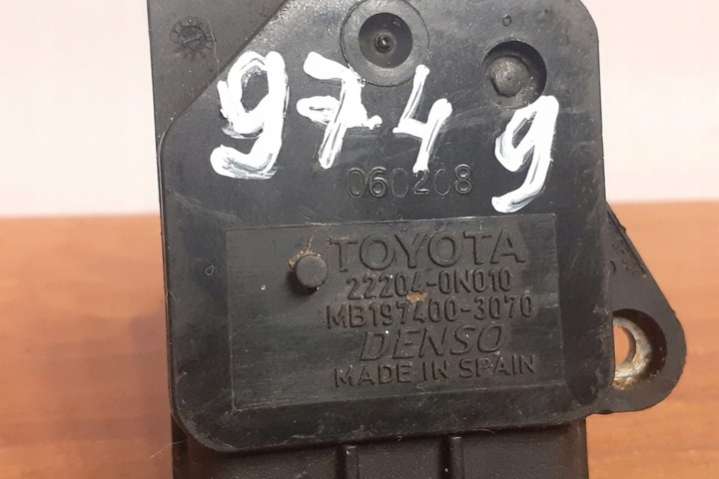 9749
060208
TOYOTA
22204-0N010
MB197400-3070
DENSO
MADE IN SPAIN